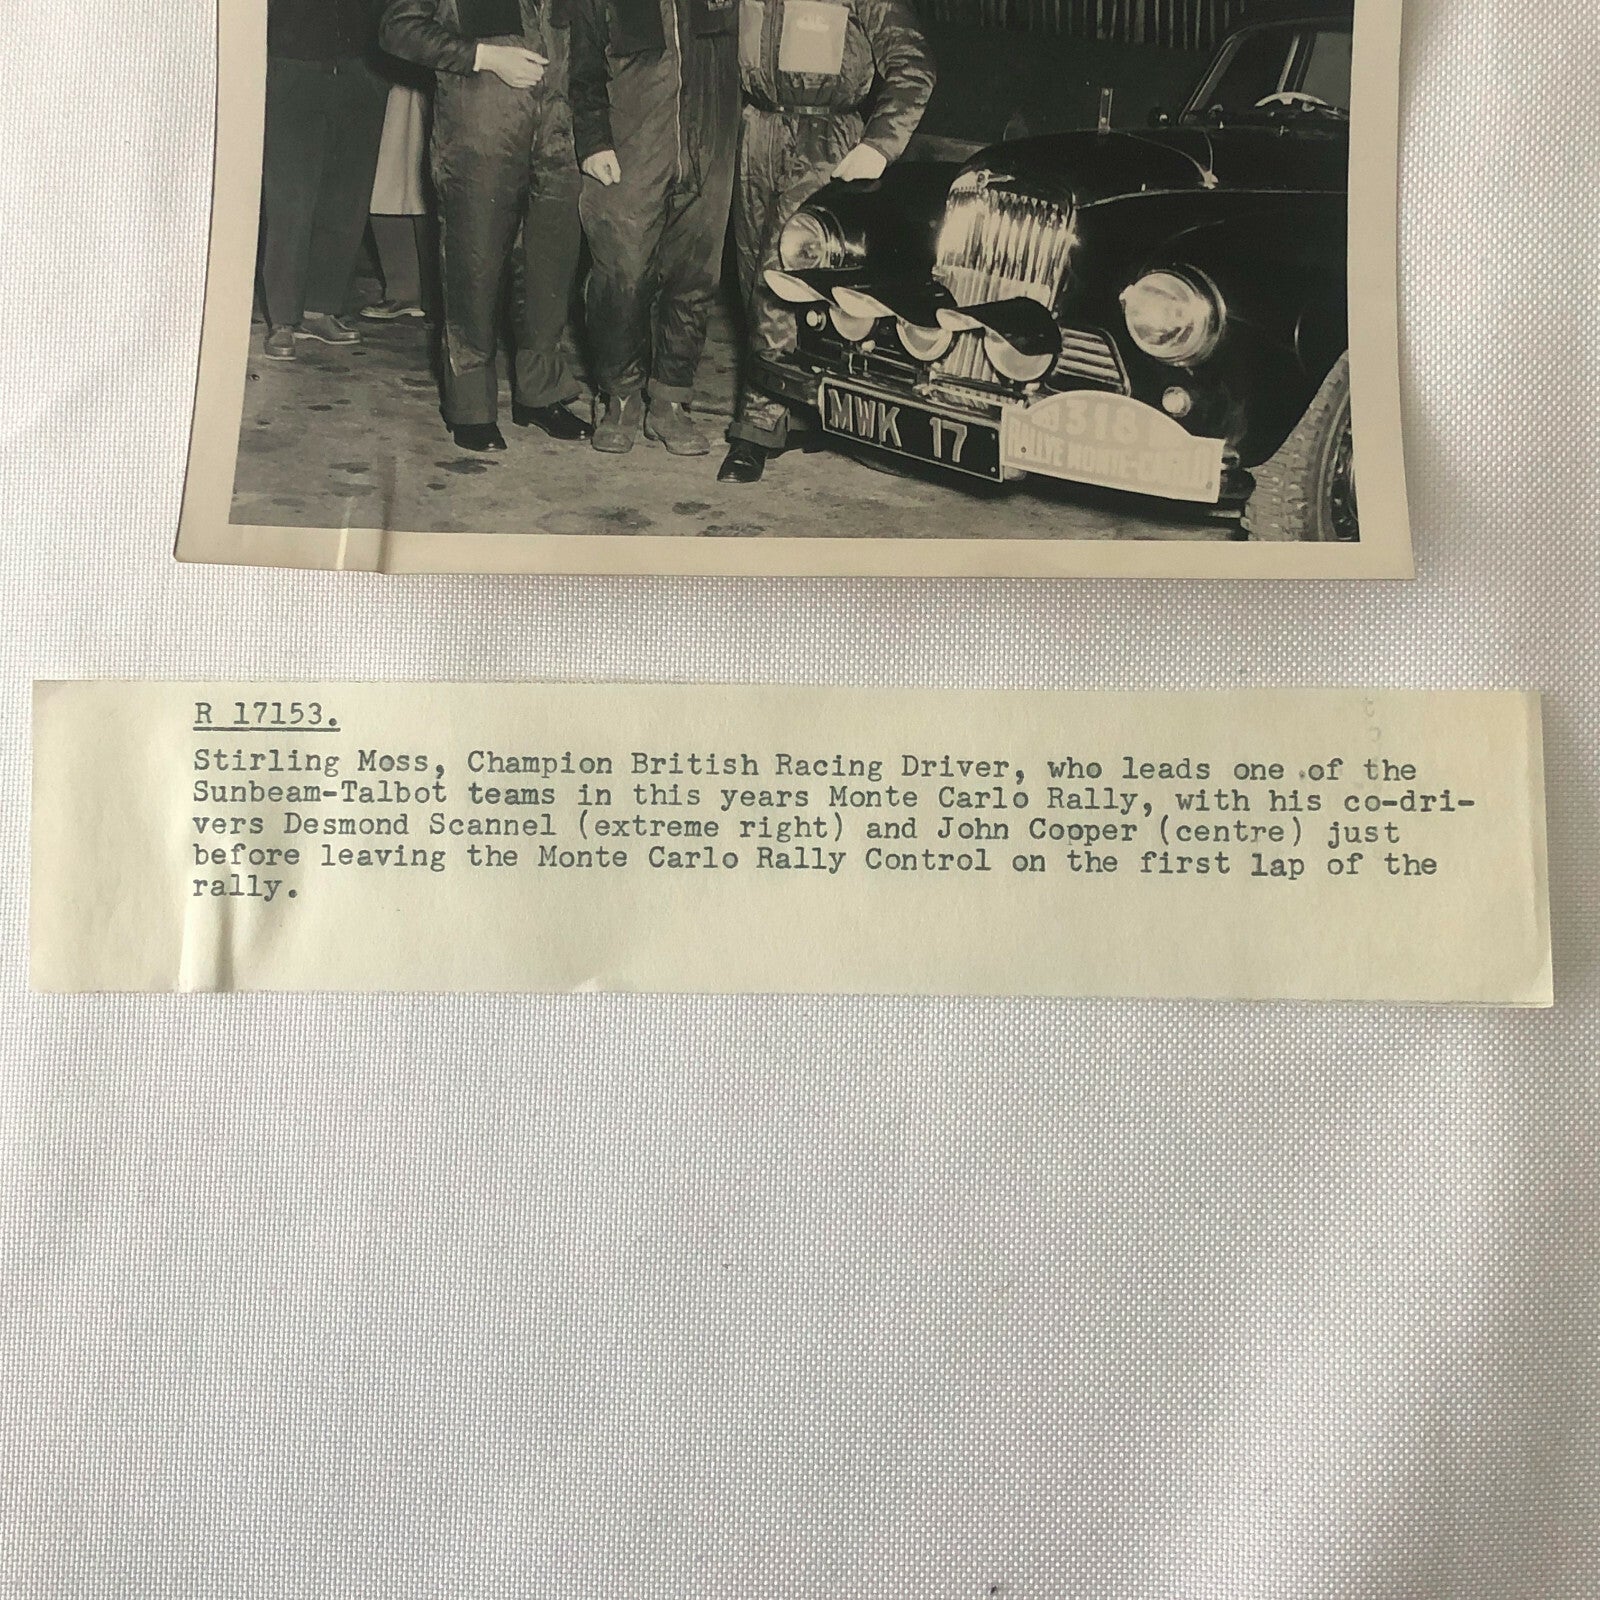 MWK 17
318
RALLYE MONTE-CARLO
R 17153.
Stirling Moss, Champion British Racing Driver, who leads one of the
Sunbeam-Talbot teams in this years Monte Carlo Rally, with his co-dri-
vers Desmond Scannel (extreme right) and John Cooper (centre) just
before leaving the Monte Carlo Rally Control on the first lap of the
rally.